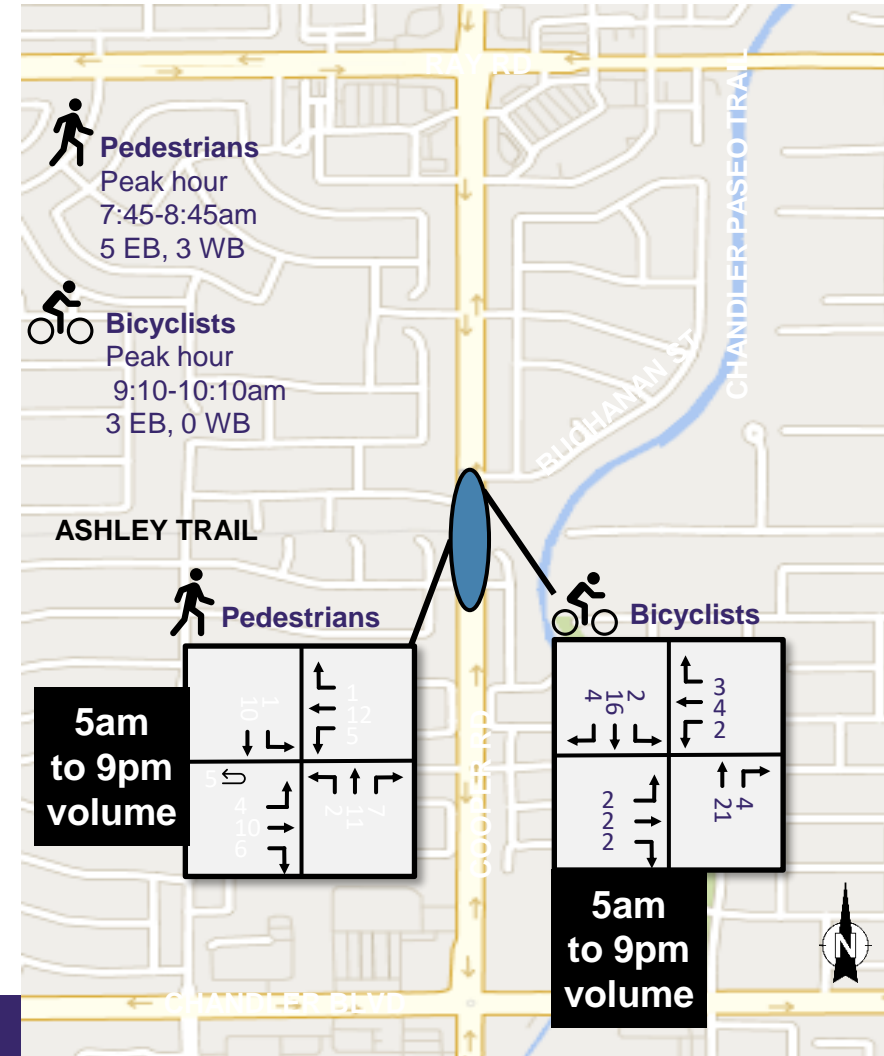 RAY RD
CHANDLER PASEO TRAIL
Pedestrians
Peak hour
7:45-8:45am
5 EB, 3 WB
Bicyclists
Peak hour
9:10-10:10am
3 EB, 0 WB
BUCHANAN ST
ASHLEY TRAIL
Pedestrians
5am
to 9pm
volume
1
10
1
12
5
5
4
10
6
2
11
7
COOPER RD
Bicyclists
4
16
2
3
4
2
2
2
2
21
4
5am
to 9pm
volume
N
CHANDLER BLVD